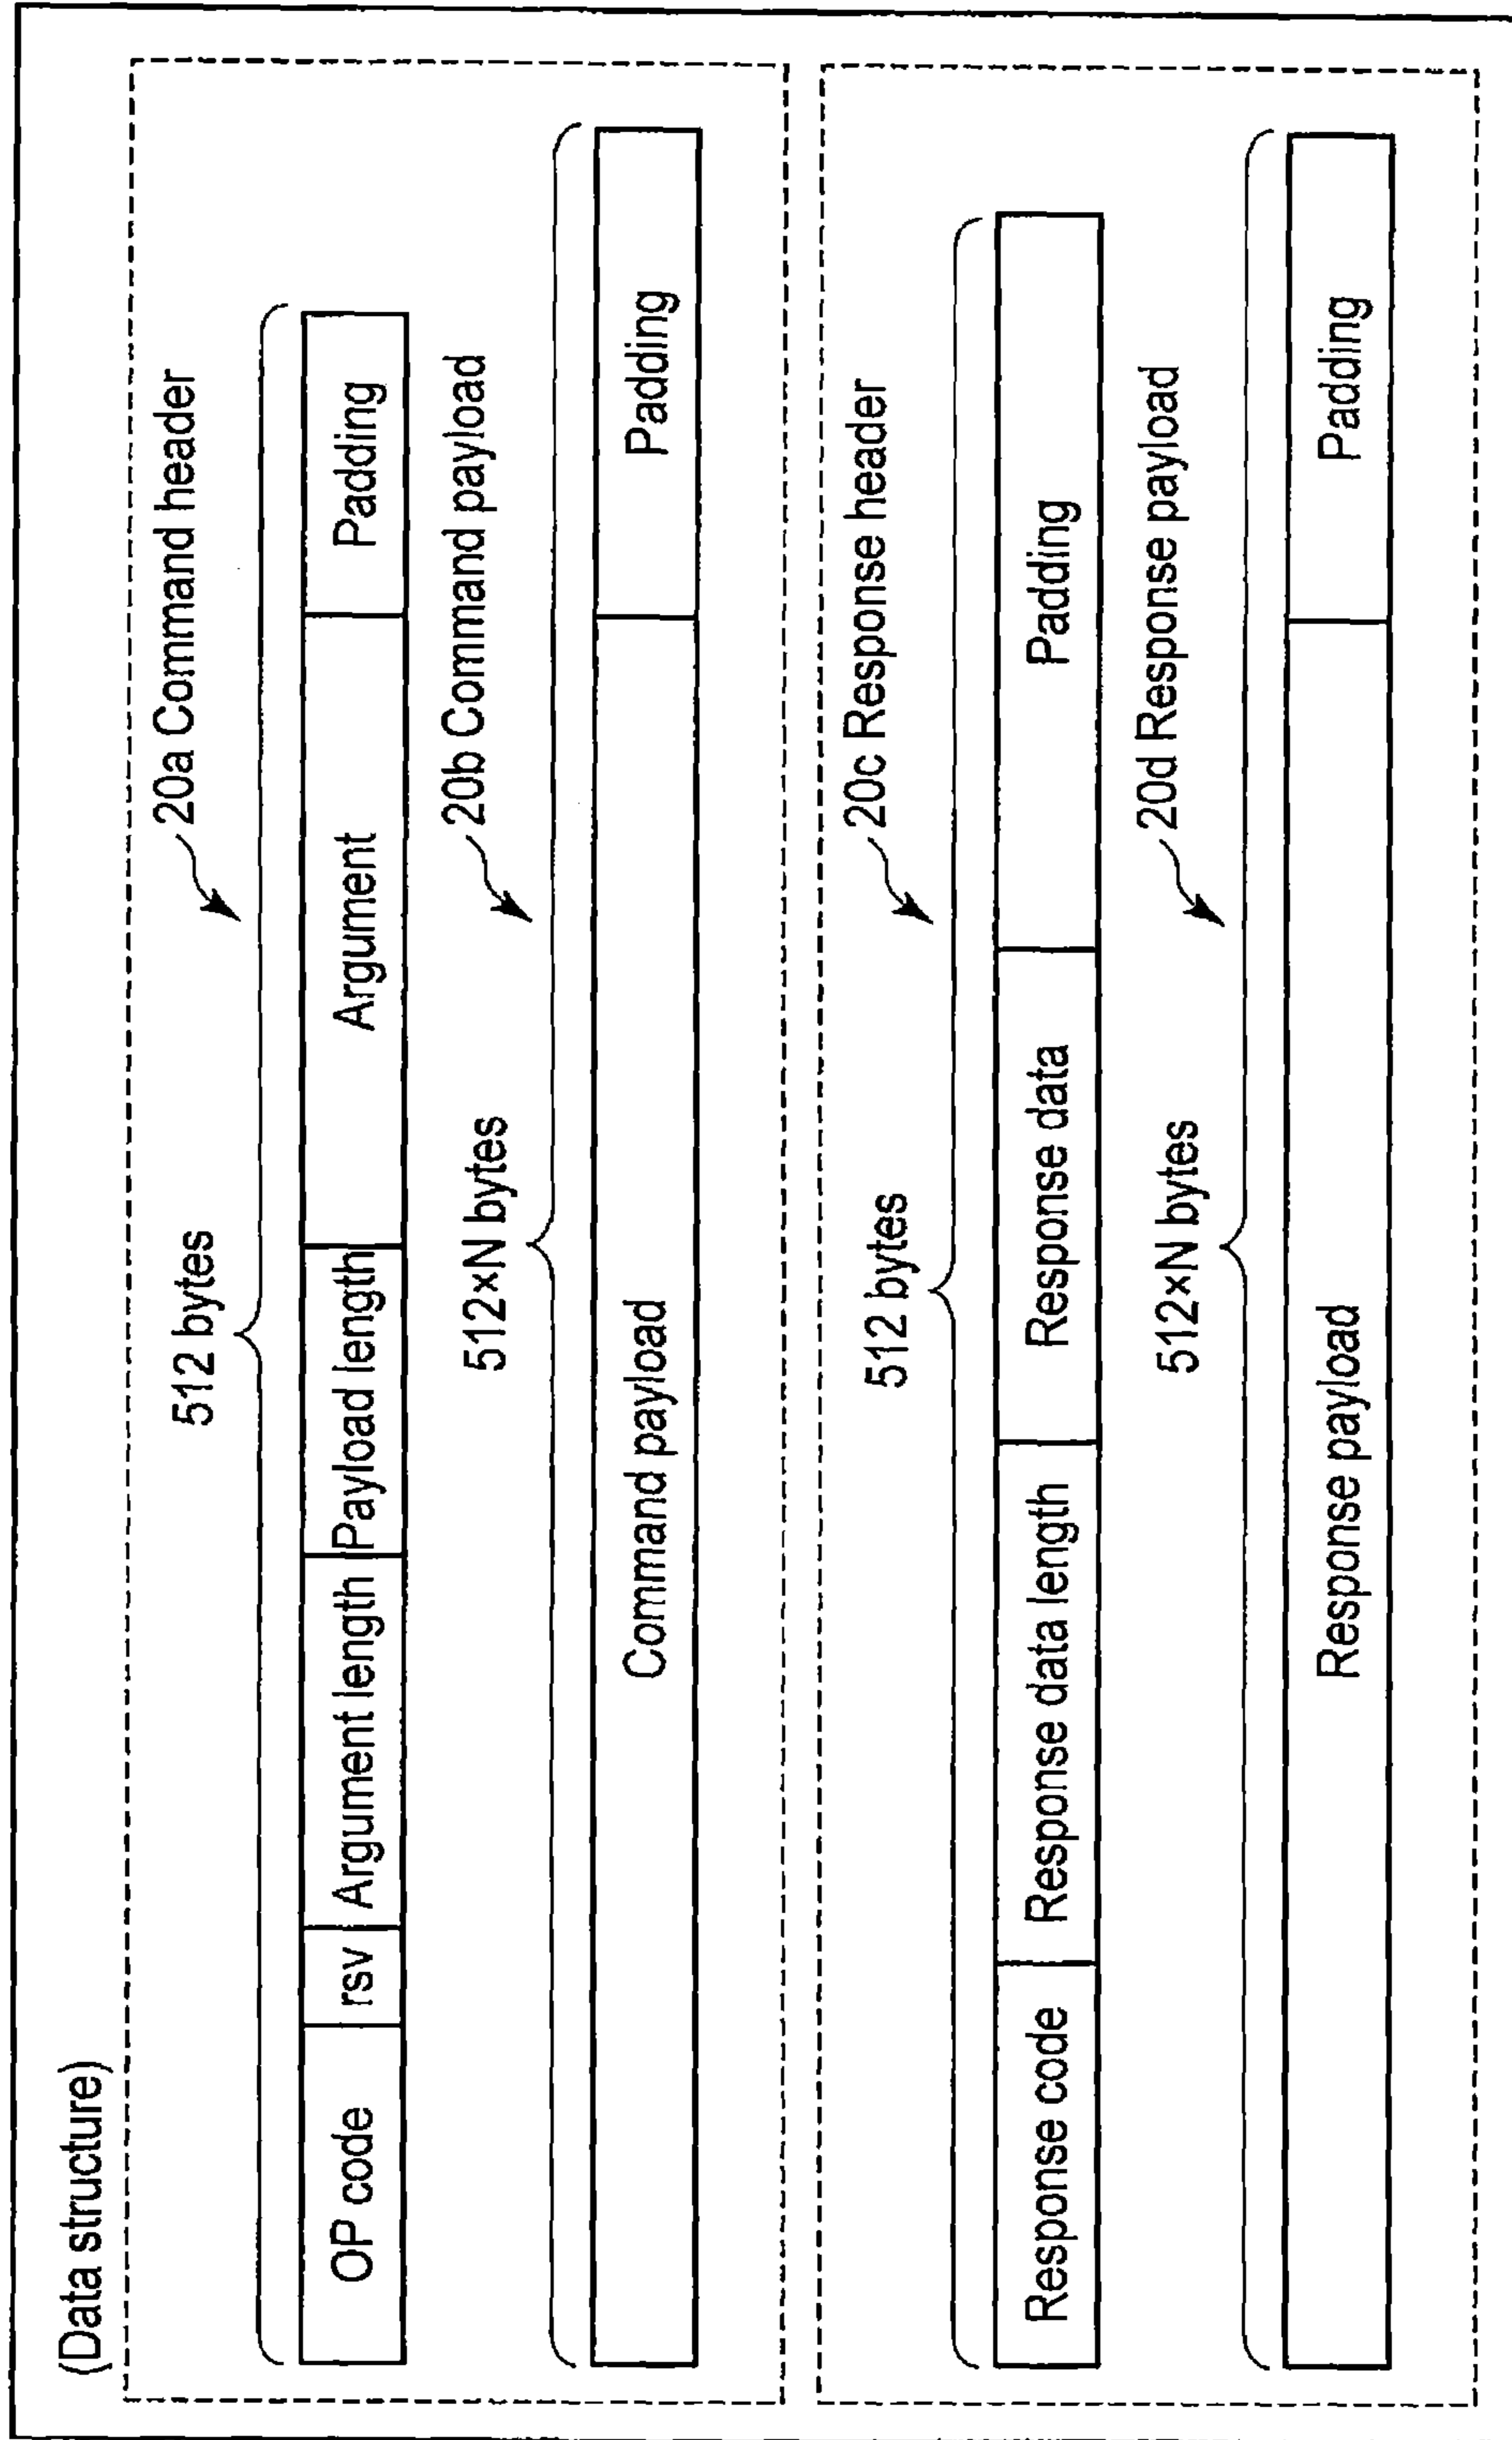 (Data structure)
20a Command header
512 bytes
OP code
rsv
Argument length
Payload length
Argument
Padding
20b Command payload
512×N bytes
Command payload
Padding
20c Response header
512 bytes
Response code
Response data length
Response data
Padding
20d Response payload
512×N bytes
Response payload
Padding